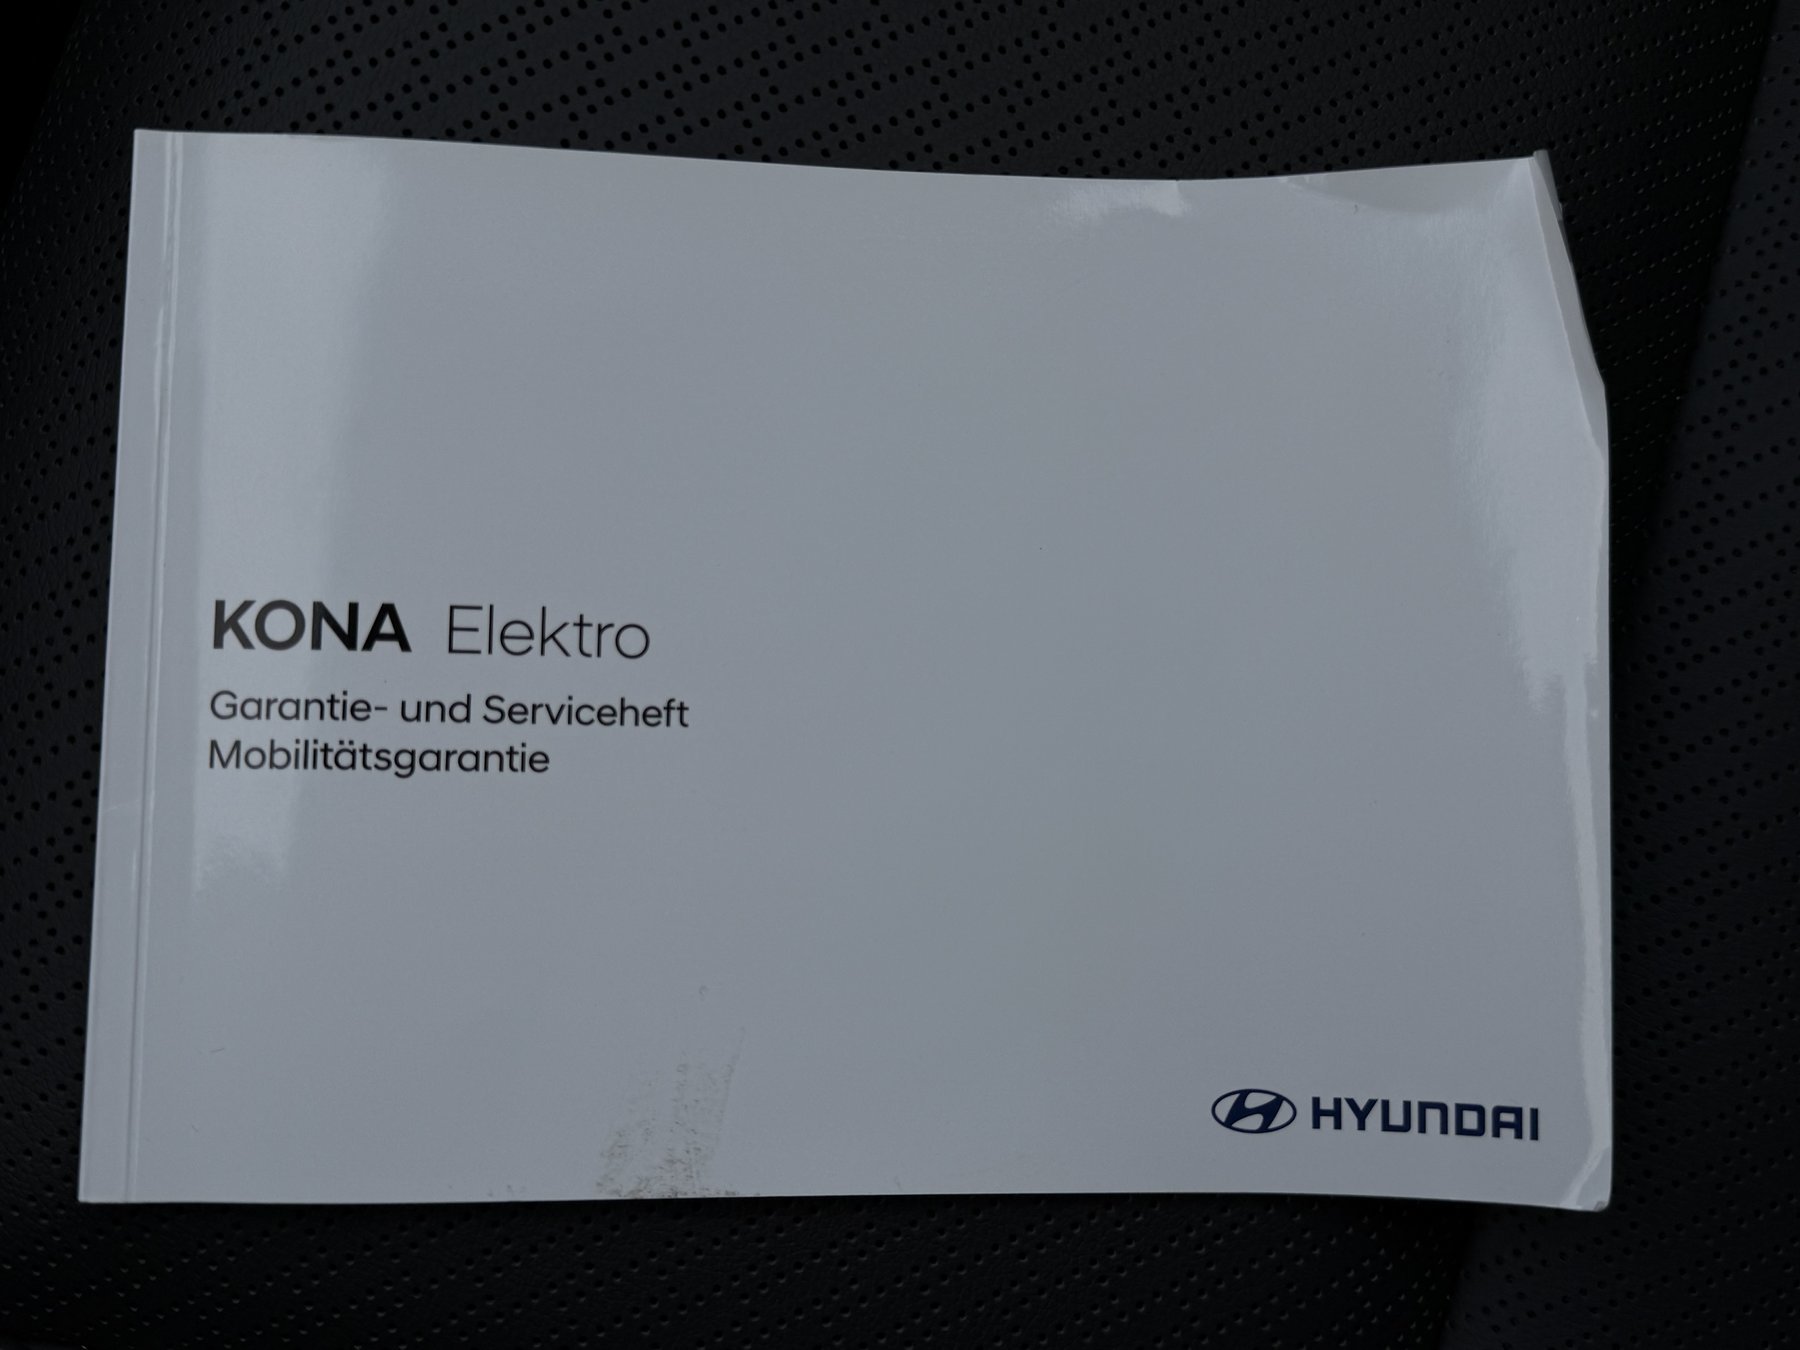 KONA Elektro
Garantie- und Serviceheft
Mobilitätsgarantie
HYUNDAI